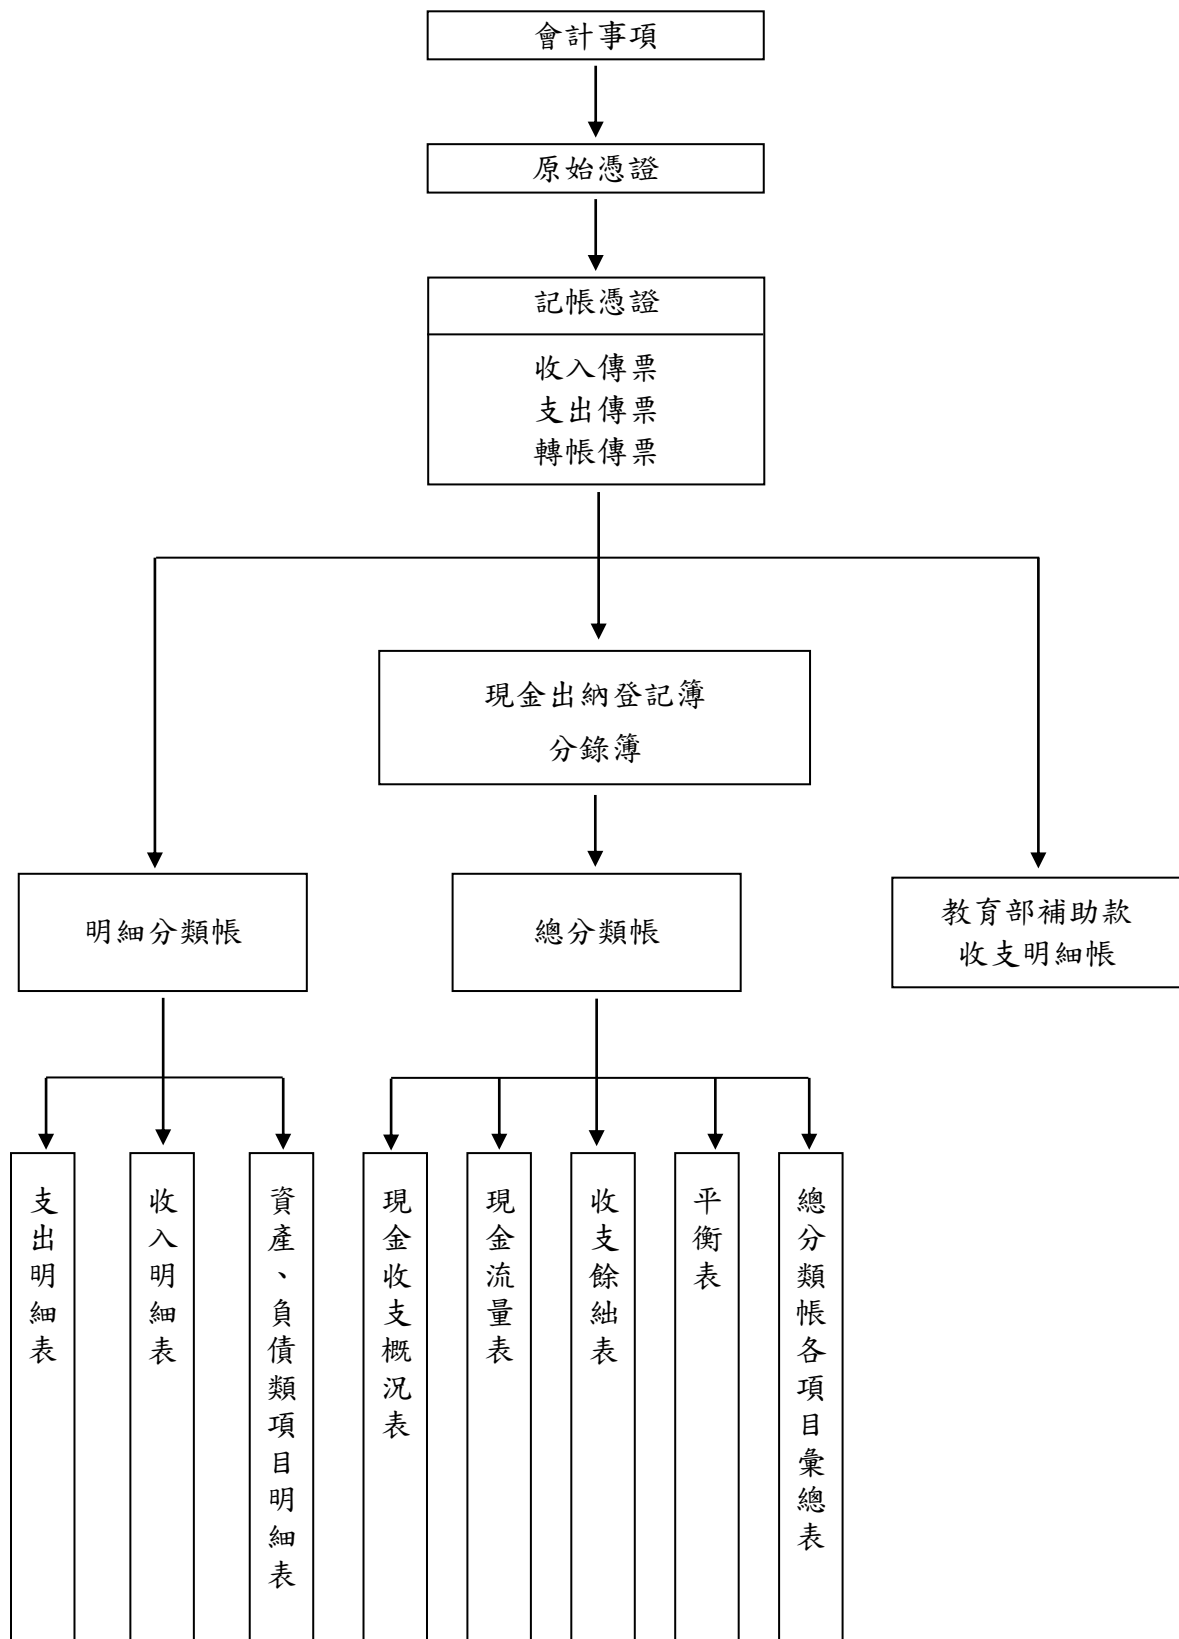 會計事項
原始憑證
記帳憑證
收入傳票
支出傳票
轉帳傳票
現金出納登記簿
分錄簿
明細分類帳
總分類帳
教育部補助款
收支明細帳
支出明細表
收入明細表
資產、負債類項目明細表
現金收支概況表
現金流量表
收支餘絀表
平衡表
總分類帳各項目彙總表